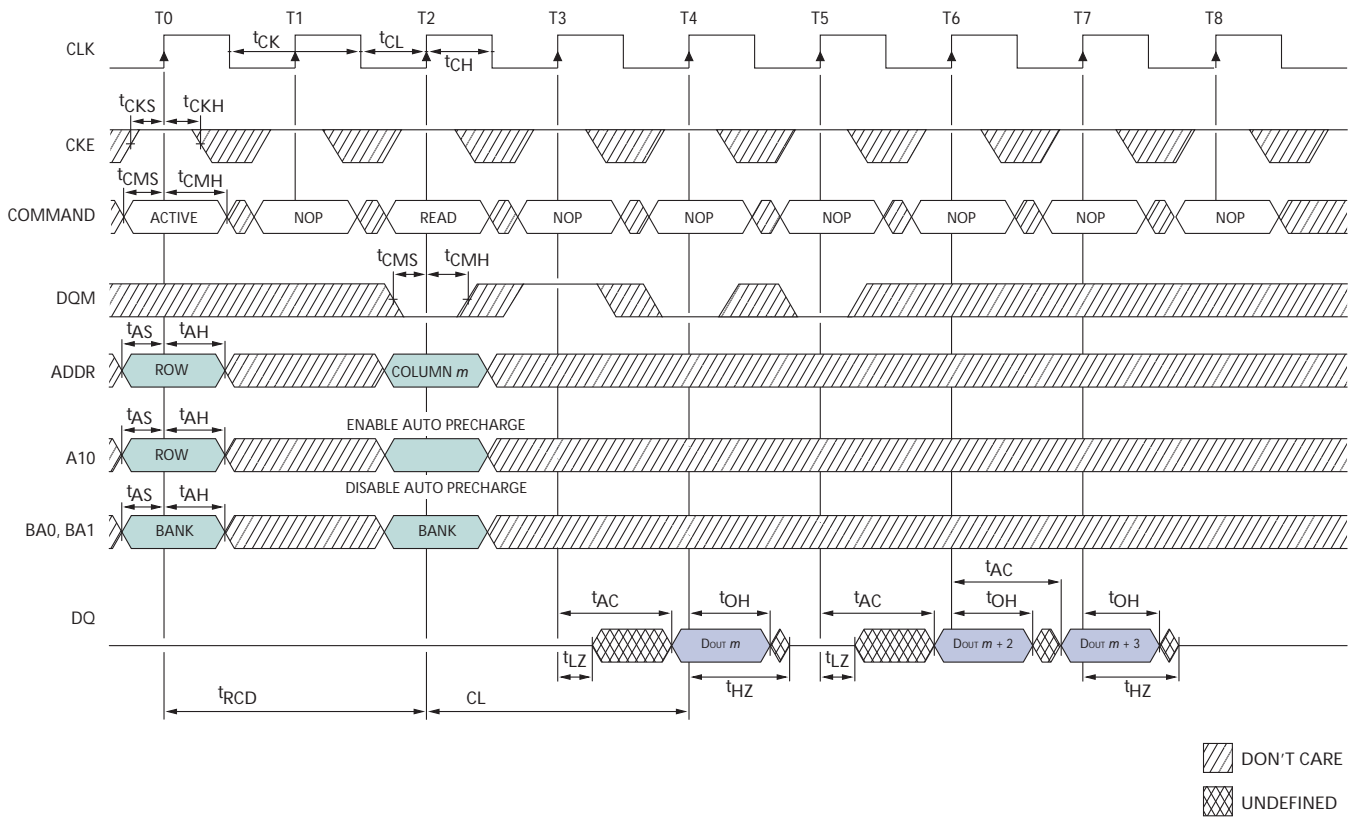 T0 T1 T2 T3 T4 T5 T6 T7 T8
CLK
tCK tCL
tCH
tCKS tCKH
CKE
tCMS tCMH
COMMAND ACTIVE NOP READ NOP NOP NOP NOP NOP NOP
tCMS tCMH
DQM
tAS tAH
ADDR ROW COLUMN m
tAS tAH ENABLE AUTO PRECHARGE
A10 ROW
tAS tAH DISABLE AUTO PRECHARGE
BA0, BA1 BANK BANK
tAC
tAC tOH tAC tOH tOH
DQ
DOUT m DOUT m + 2 DOUT m + 3
tLZ tLZ
tHZ tHZ
tRCD CL
DON'T CARE
UNDEFINED